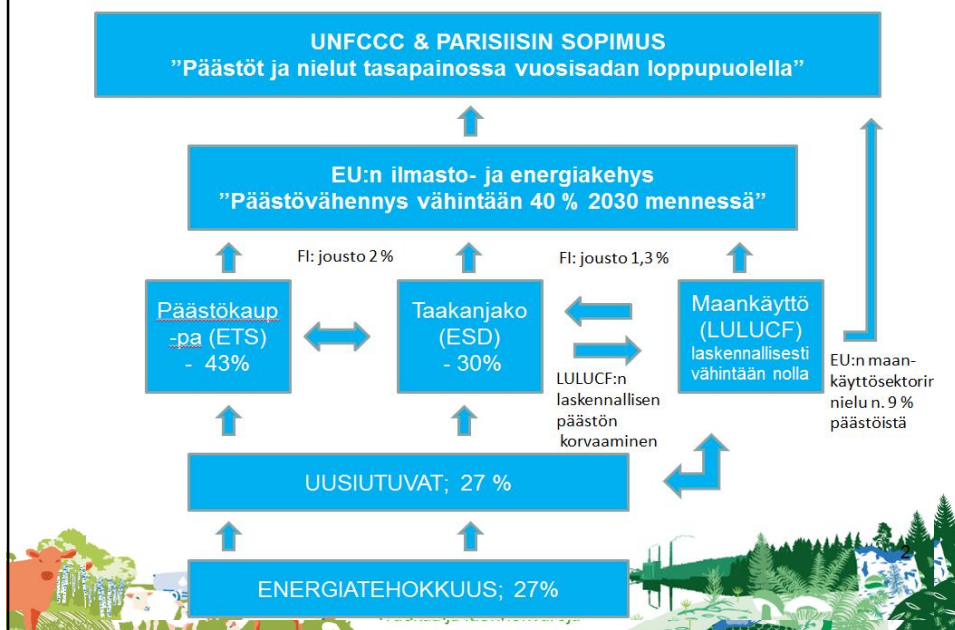 UNFCCC & PARISIISIN SOPIMUS
”Päästöt ja nielut tasapainossa vuosisadan loppupuolella”
EU:n ilmasto- ja energiakehys
”Päästövähennys vähintään 40 % 2030 mennessä”
FI: jousto 2 %
FI: jousto 1,3 %
Päästökaup
-pa (ETS)
- 43%
Taakanjako
(ESD)
- 30%
Maankäyttö
(LULUCF)
laskennallisesti
vähintään nolla
LULUCF:n
laskennallisen
päästön
korvaaminen
EU:n maan-
käyttösektorin
nielu n. 9 %
päästöistä
UUSIUTUVAT; 27 %
2
ENERGIATEHOKKUUS; 27%